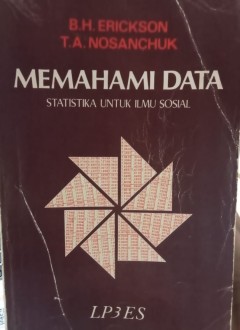 B.H. ERICKSON
T.A. NOSANCHUK
MEMAHAMI DATA
STATISTIKA UNTUK ILMU SOSIAL
LP3ES